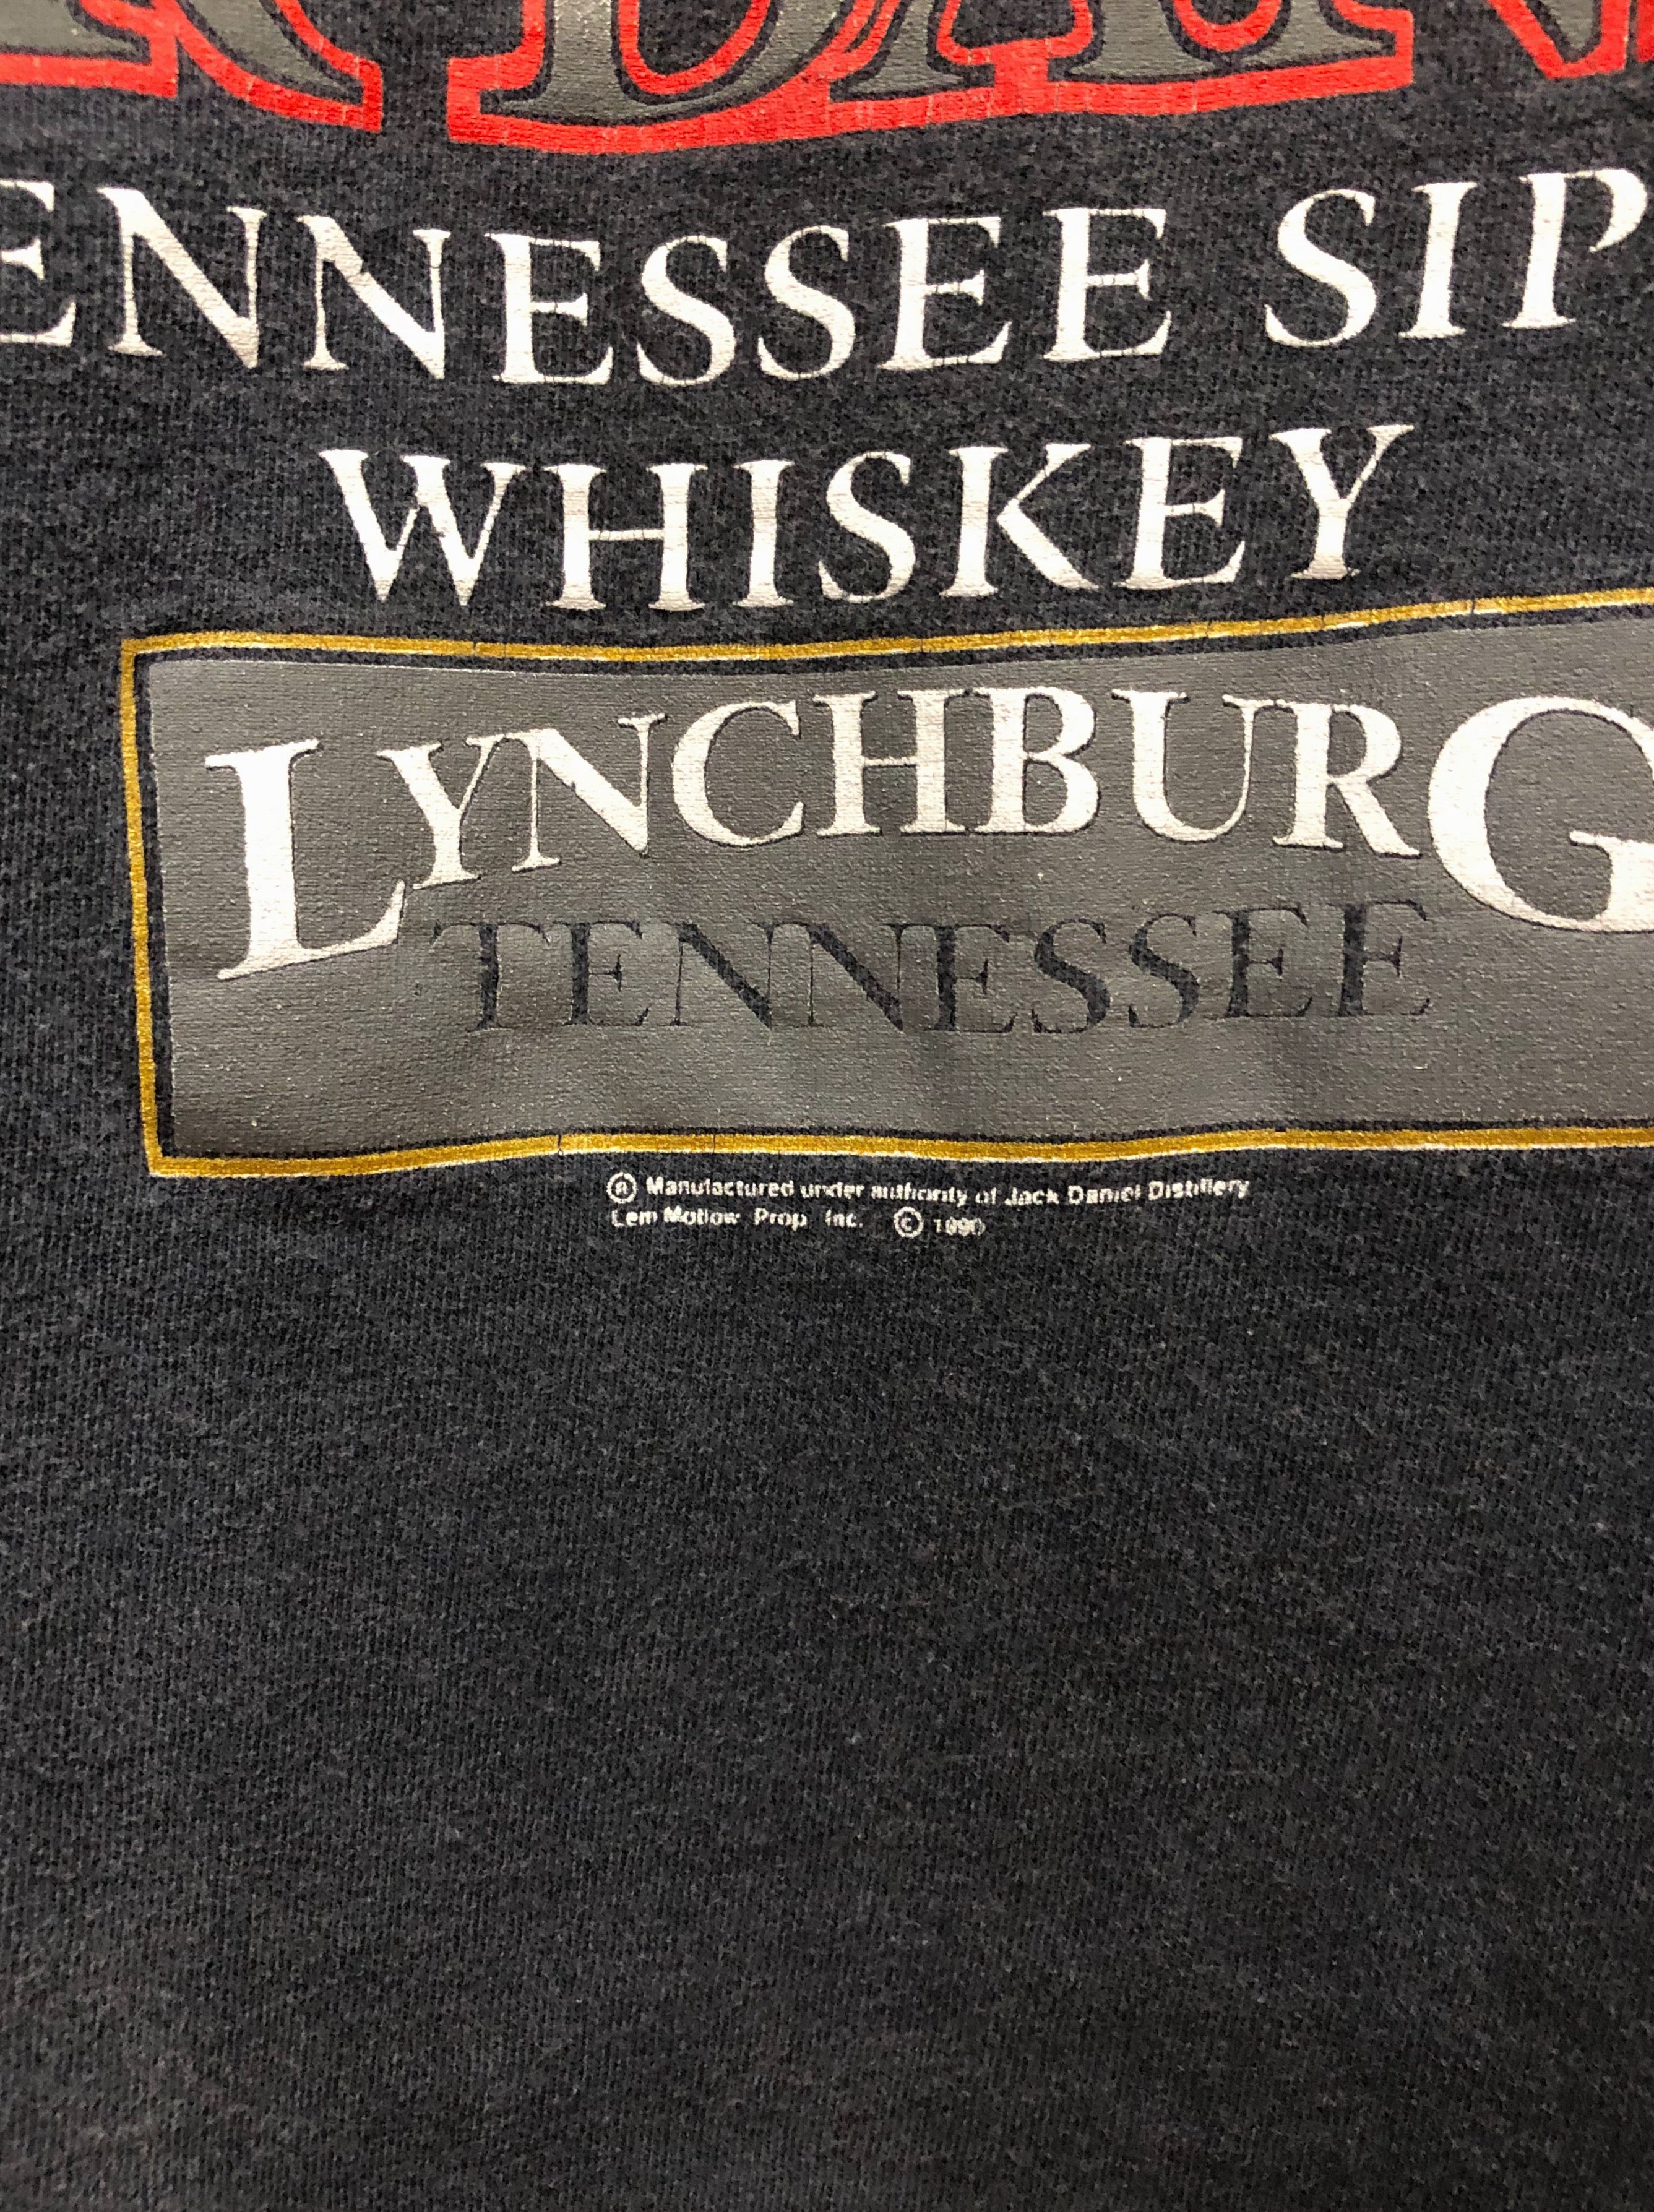 ENNESSEE SIP
WHISKEY
LYNCHBURG
TENNESSEE
® Manufactured under authority of Jack Daniel Distillery
Lem Motlow Prop Inc. © 1990